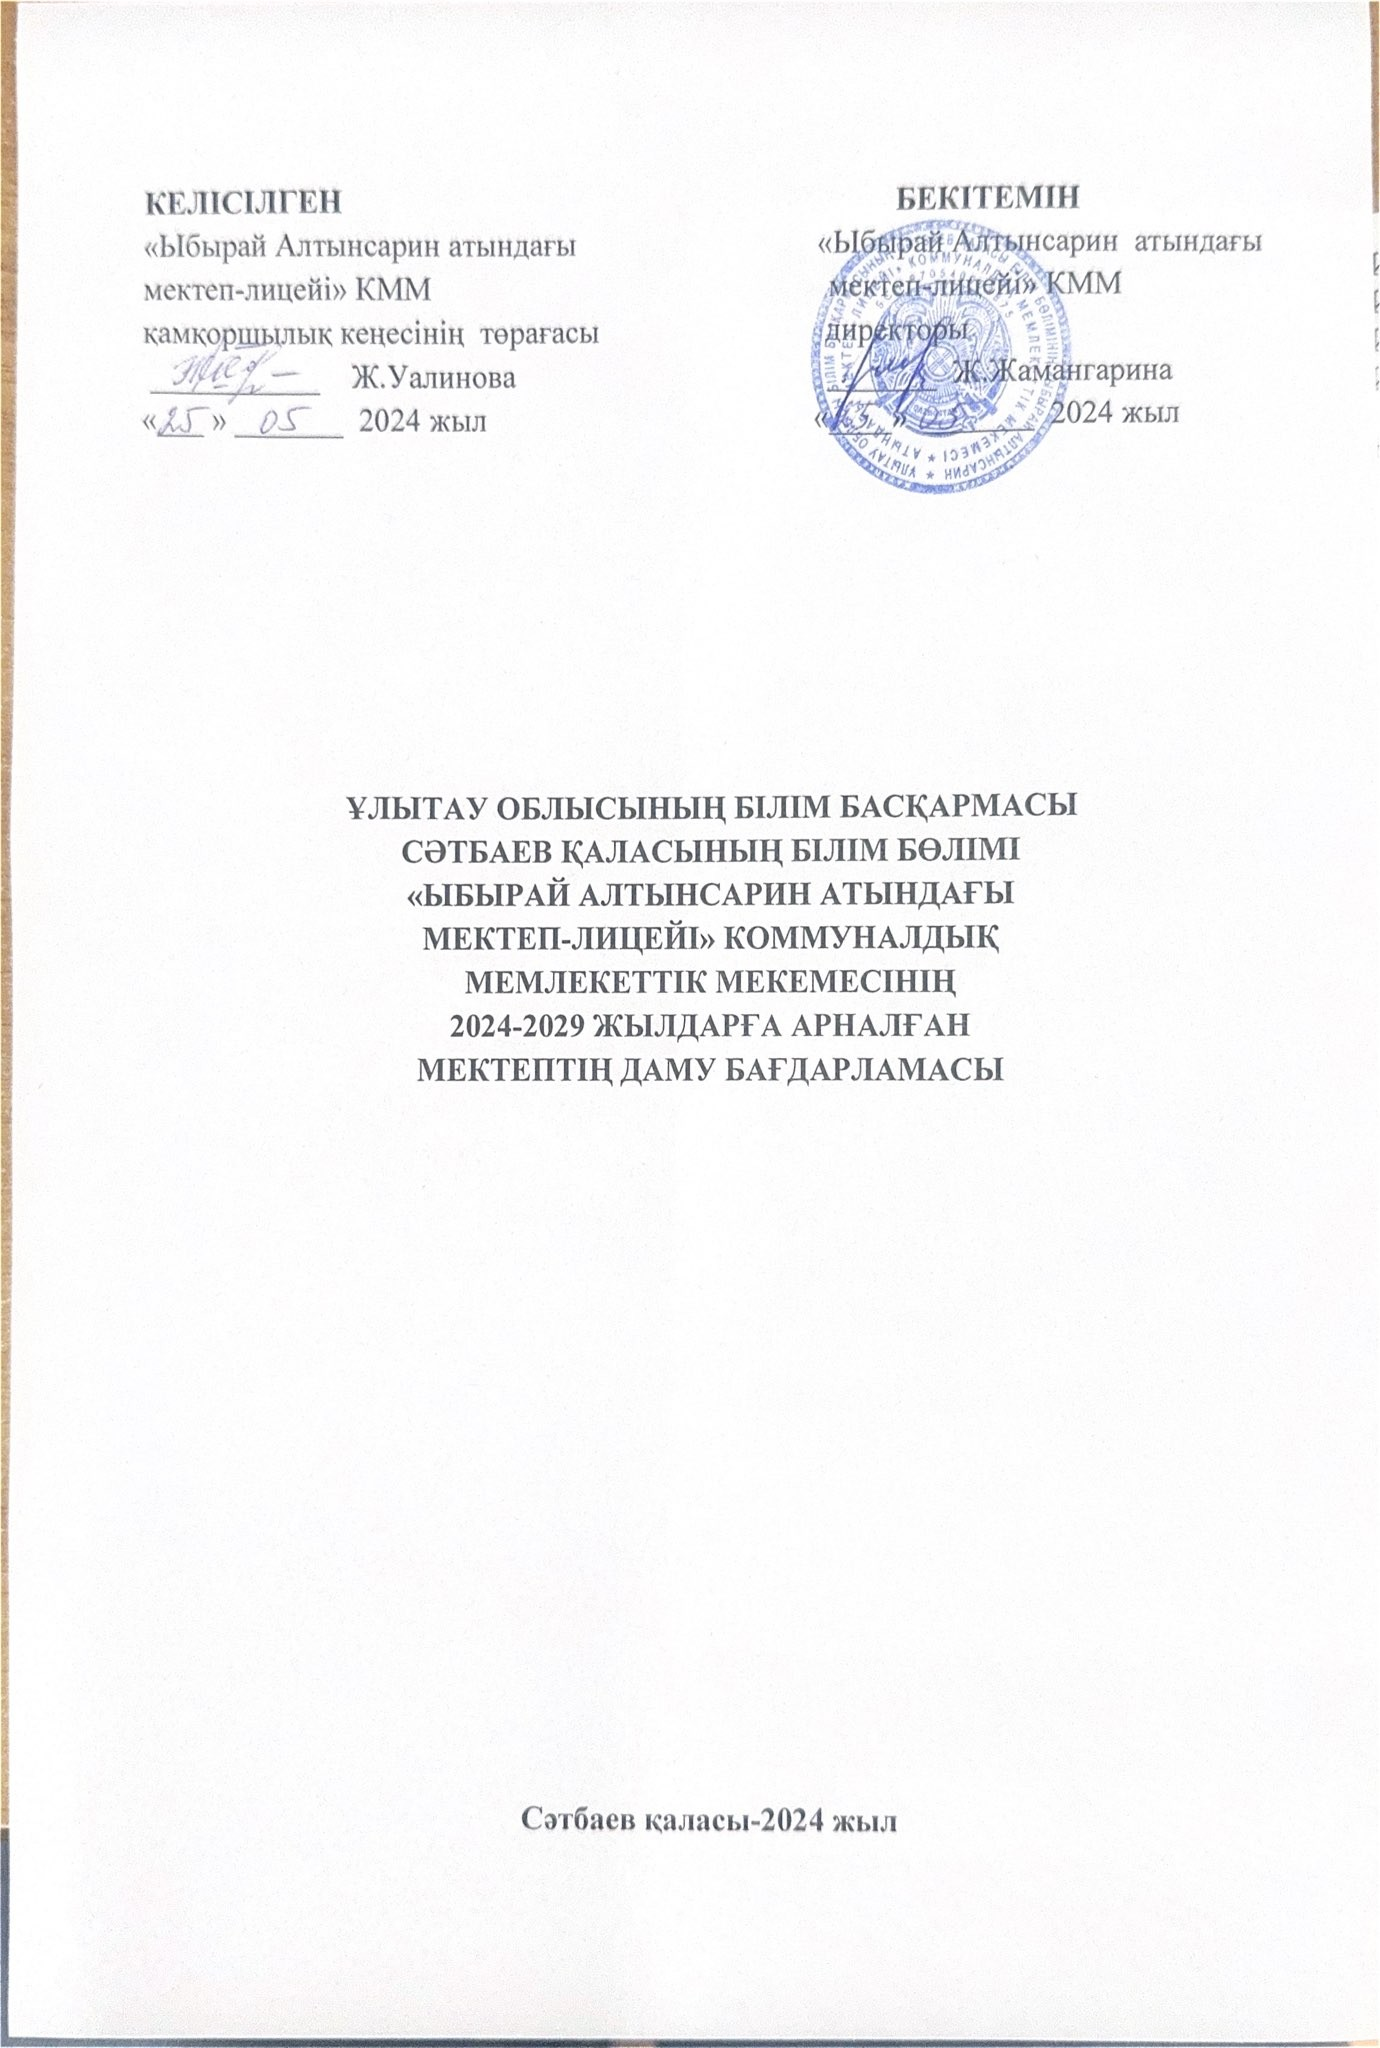 КЕЛІСІЛГЕН
«Ыбырай Алтынсарин атындағы
мектеп-лицейі» КММ
қамқоршылық кеңесінің төрағасы
Ж.Уалинова
«25» 05 2024 жыл
БЕКІТЕМІН
«Ыбырай Алтынсарин атындағы
мектеп-лицейі» КММ
директоры
Ж.Жамангарина
« » 05 2024 жыл
ҰЛЫТАУ ОБЛЫСЫНЫҢ БІЛІМ БАСҚАРМАСЫ
СӘТБАЕВ ҚАЛАСЫНЫҢ БІЛІМ БӨЛІМІ
«ЫБЫРАЙ АЛТЫНСАРИН АТЫНДАҒЫ
МЕКТЕП-ЛИЦЕЙІ» КОММУНАЛДЫҚ
МЕМЛЕКЕТТІК МЕКЕМЕСІНІҢ
2024-2029 ЖЫЛДАРҒА АРНАЛҒАН
МЕКТЕПТІҢ ДАМУ БАҒДАРЛАМАСЫ
Сәтбаев қаласы-2024 жыл